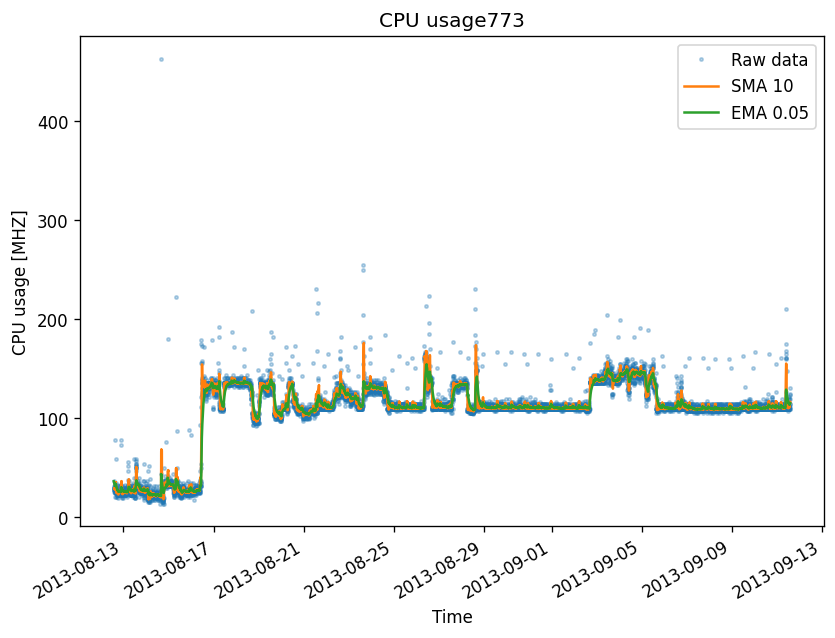 CPU usage773
Raw data
SMA 10
EMA 0.05
CPU usage [MHZ]
400
300
200
100
0
2013-08-13
2013-08-17
2013-08-21
2013-08-25
2013-08-29
2013-09-01
2013-09-05
2013-09-09
2013-09-13
Time